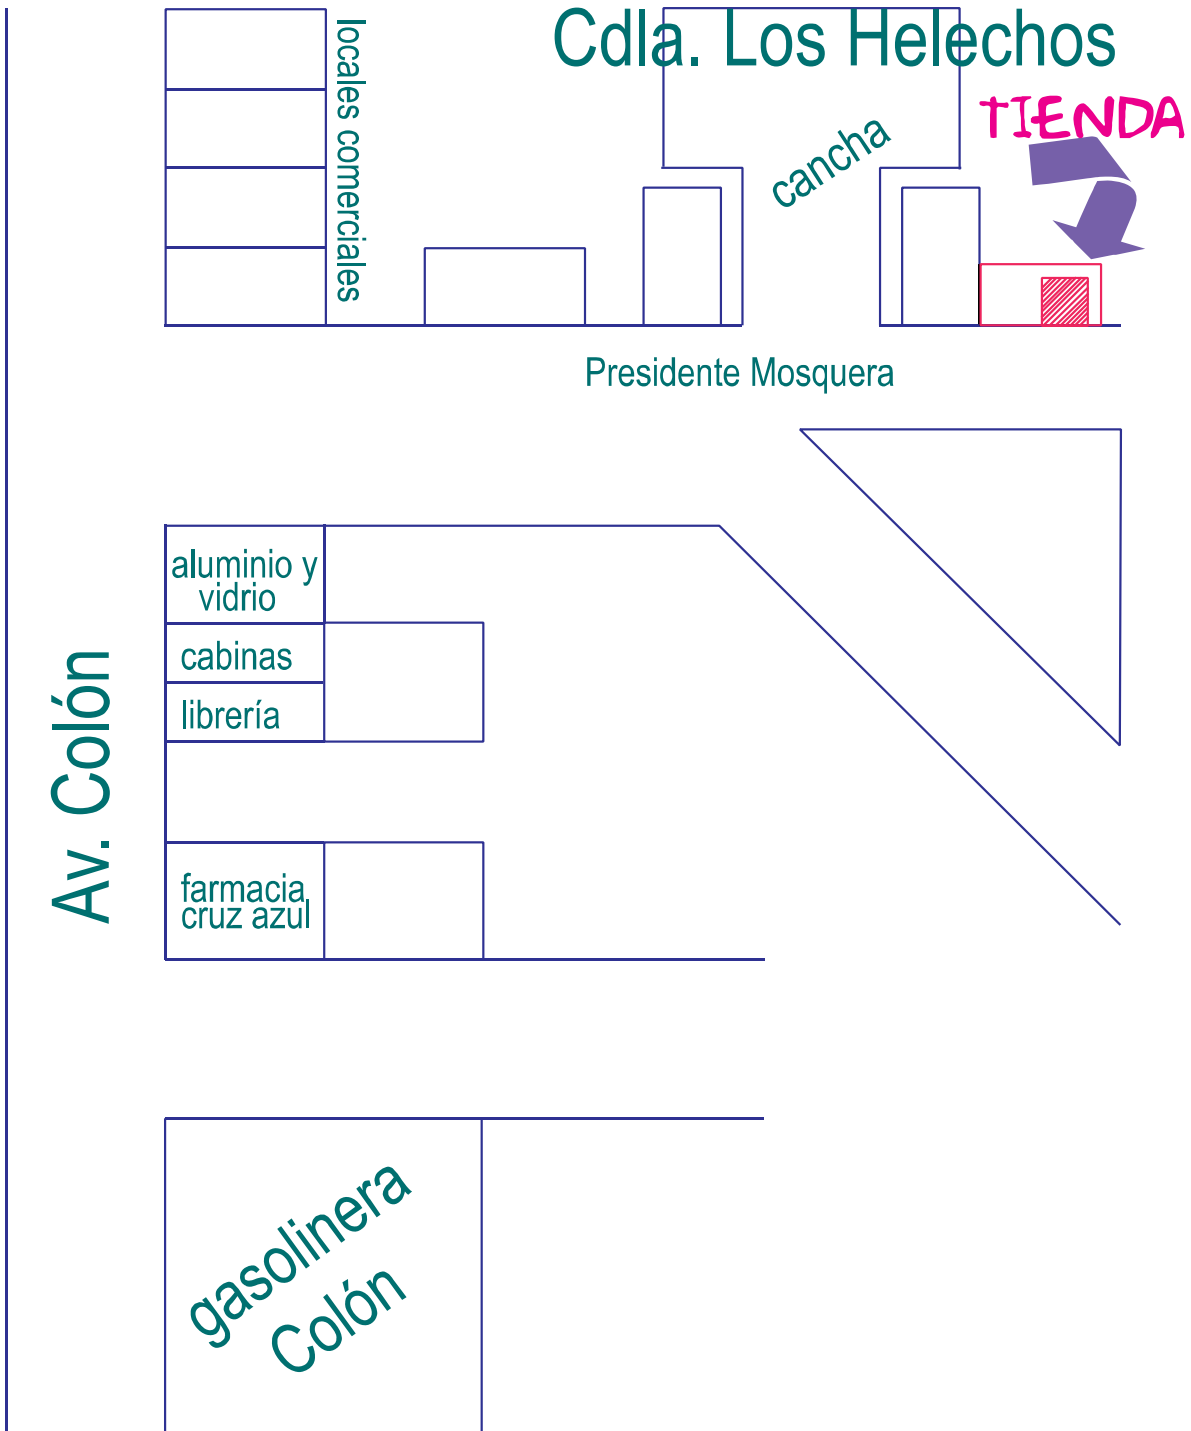 Cdla. Los Helechos
locales comerciales
cancha
TIENDA
Presidente Mosquera
aluminio y
vidrio
cabinas
librería
Av. Colón
farmacia
cruz azul
gasolinera
Colón